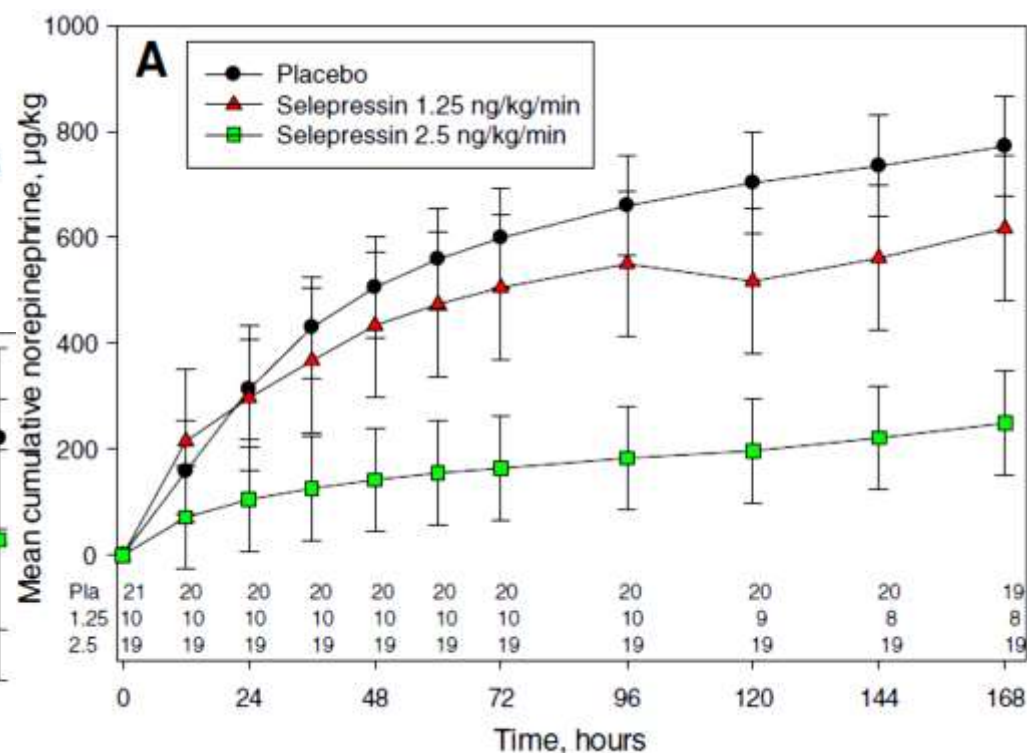 1000
A
Placebo
Selepressin 1.25 ng/kg/min
Selepressin 2.5 ng/kg/min
800
600
400
200
0
Mean cumulative norepinephrine, µg/kg
Pla 21 20 20 20 20 20 20 20 20 20 19
1.25 10 10 10 10 10 10 10 10 9 8 8
2.5 19 19 19 19 19 19 19 19 19 19 19
0 24 48 72 96 120 144 168
Time, hours